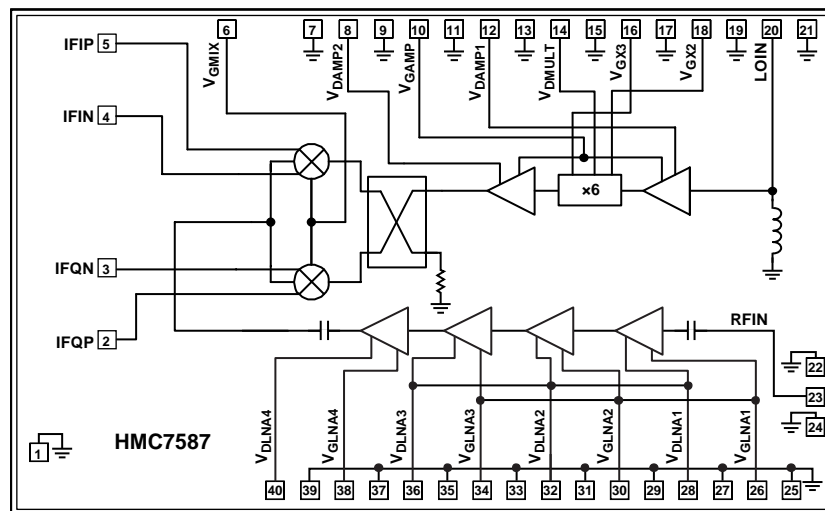 6 7 8 9 10 11 12 13 14 15 16 17 18 19 20 21
IFIP 5
VGMIX
VDAMP2
VGAMP
VDAMP1
VDMULT
VGX3
VGX2
LOIN
IFIN 4
×6
IFQN 3
IFQP 2
RFIN
22
23
24
1
HMC7587
VDLNA4
VGLNA4
VDLNA3
VGLNA3
VDLNA2
VGLNA2
VDLNA1
VGLNA1
40 39 38 37 36 35 34 33 32 31 30 29 28 27 26 25